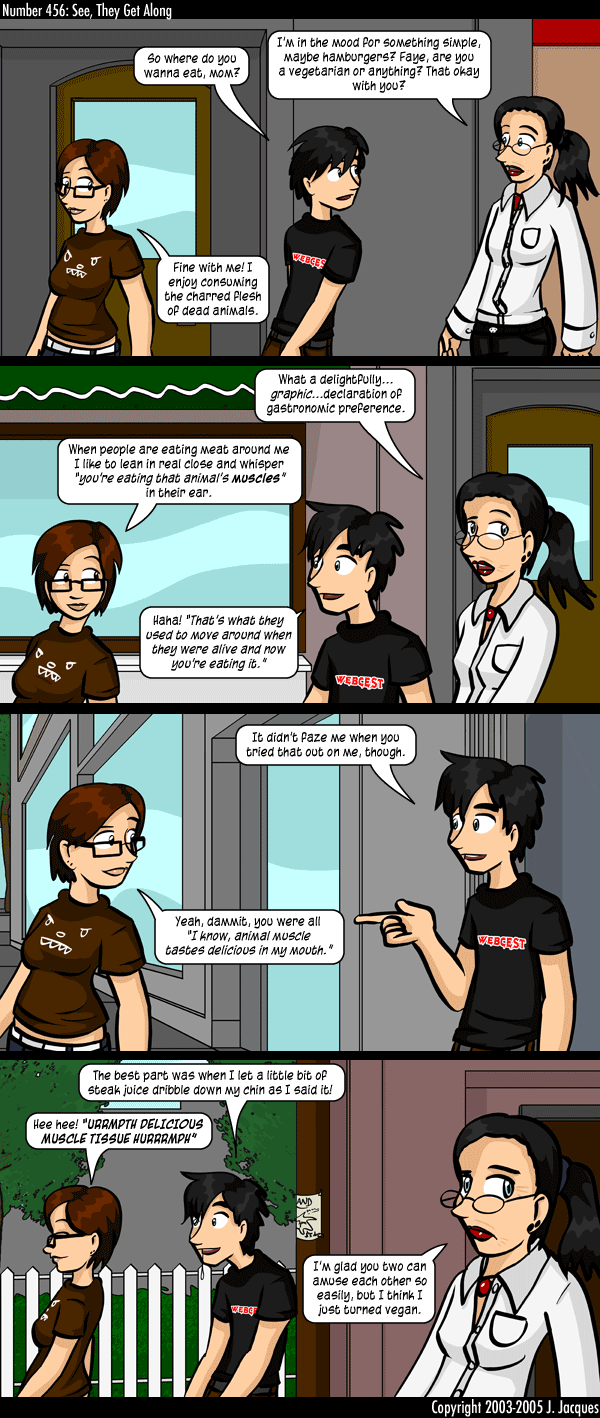 Number 456: See, They Get Along
So where do you
wanna eat, mom?
I'm in the mood for something simple,
maybe hamburgers? Faye, are you
a vegetarian or anything? That okay
with you?
Fine with me! I
enjoy consuming
the charred flesh
of dead animals.
WEBCEST
What a delightfully...
graphic...declaration of
gastronomic preference.
When people are eating meat around me
I like to lean in real close and whisper
"you're eating that animal's muscles"
in their ear.
Haha! "That's what they
used to move around when
they were alive and now
you're eating it."
WEBCEST
It didn't faze me when you
tried that out on me, though.
Yeah, dammit, you were all
"I know, animal muscle
tastes delicious in my mouth."
WEBCEST
The best part was when I let a little bit of
steak juice dribble down my chin as I said it!
Hee hee! "URRMPTH DELICIOUS
MUSCLE TISSUE HURRRMPH"
AND
WEBCEST
I'm glad you two can
amuse each other so
easily, but I think I
just turned vegan.
Copyright 2003-2005 J. Jacques